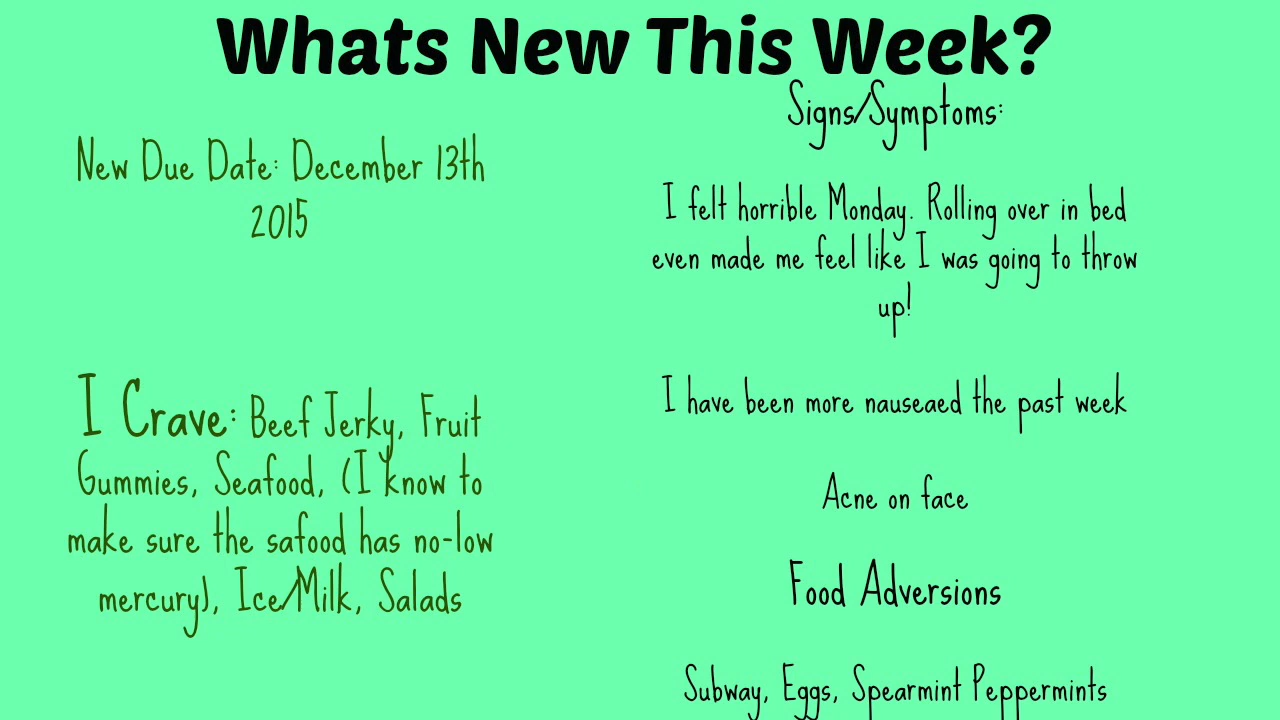 Whats New This Week?
New Due Date: December 13th
2015
I Crave: Beef Jerky, Fruit
Gummies, Seafood, (I know to
make sure the safood has no-low
mercury), Ice/Milk, Salads
Signs/Symptoms:
I felt horrible Monday. Rolling over in bed
even made me feel like I was going to throw
up!
I have been more nauseaed the past week
Acne on face
Food Adversions
Subway, Eggs, Spearmint Peppermints